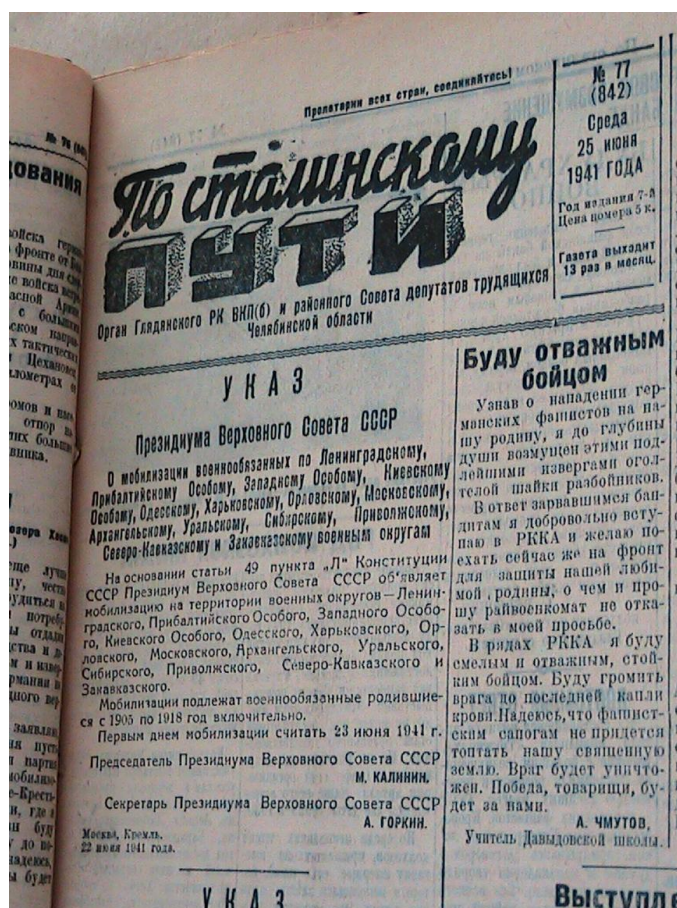 № 76
дования
Пролетарии всех стран, соединяйтесь!
По сталинскому
ПУТИ
Орган Глядянского РК ВКП(б) и районного Совета депутатов трудящихся
Челябинской области
№ 77
(842)
Среда
25 июня
1941 ГОДА
Год издания 7-й
Цена номера 5 к.
Газета выходит
13 раз в месяц.
УКАЗ
Президиума Верховного Совета СССР
О мобилизации военнообязанных по Ленинградскому,
Прибалтийскому Особому, Западному Особому, Киевскому
Особому, Одесскому, Харьковскому, Орловскому, Московскому,
Архангельскому, Уральскому, Сибирскому, Приволжскому,
Северо-Кавказскому и Закавказскому военным округам
На основании статьи 49 пункта „Л" Конституции
СССР Президиум Верховного Совета СССР об'являет
мобилизацию на территории военных округов—Ленин-
градского, Прибалтийского Особого, Западного Особо-
го, Киевского Особого, Одесского, Харьковского, Ор-
ловского, Московского, Архангельского, Уральского,
Сибирского, Приволжского, Северо-Кавказского и
Закавказского.
Мобилизации подлежат военнообязанные родившие-
ся с 1905 по 1918 год включительно.
Первым днем мобилизации считать 23 июня 1941 г.
Председатель Президиума Верховного Совета СССР
М. КАЛИНИН.
Секретарь Президиума Верховного Совета СССР
А. ГОРКИН.
Москва, Кремль.
22 июня 1941 года.
УКАЗ
Буду отважным
бойцом
Узнав о нападении гер-
манских фашистов на на-
шу родину, я до глубины
души возмущен этими под-
лейшими извергами огол-
телой шайки разбойников.
В ответ зарвавшимся бан-
дитам я добровольно всту-
паю в РККА и желаю по-
ехать сейчас же на фронт
для защиты нашей люби-
мой родины, о чем и про-
шу райвоенкомат не отка-
зать в моей просьбе.
В рядах РККА я буду
смелым и отважным, стой-
ким бойцом. Буду громить
врага до последней капли
крови. Надеюсь, что фашист-
ским сапогам не придется
топтать нашу священную
землю. Враг будет уничто-
жен. Победа, товарищи, бу-
дет за нами.
А. ЧМУТОВ,
Учитель Давыдовской школы.
Выступле